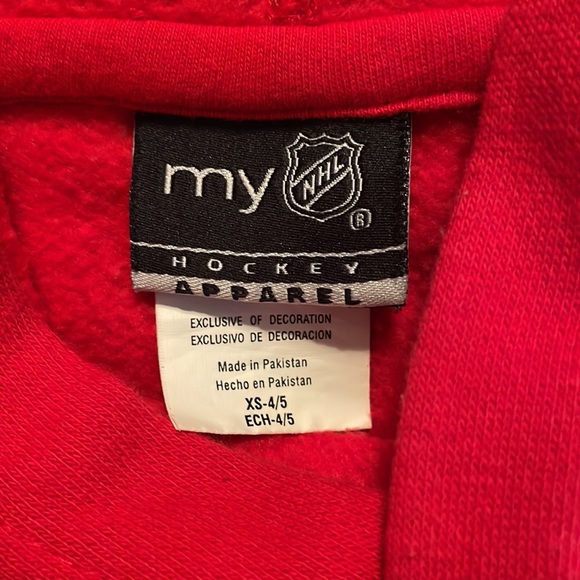 my NHL ®
HOCKEY
APPAREL
EXCLUSIVE OF DECORATION
EXCLUSIVO DE DECORACION
Made in Pakistan
Hecho en Pakistan
XS-4/5
ECH-4/5